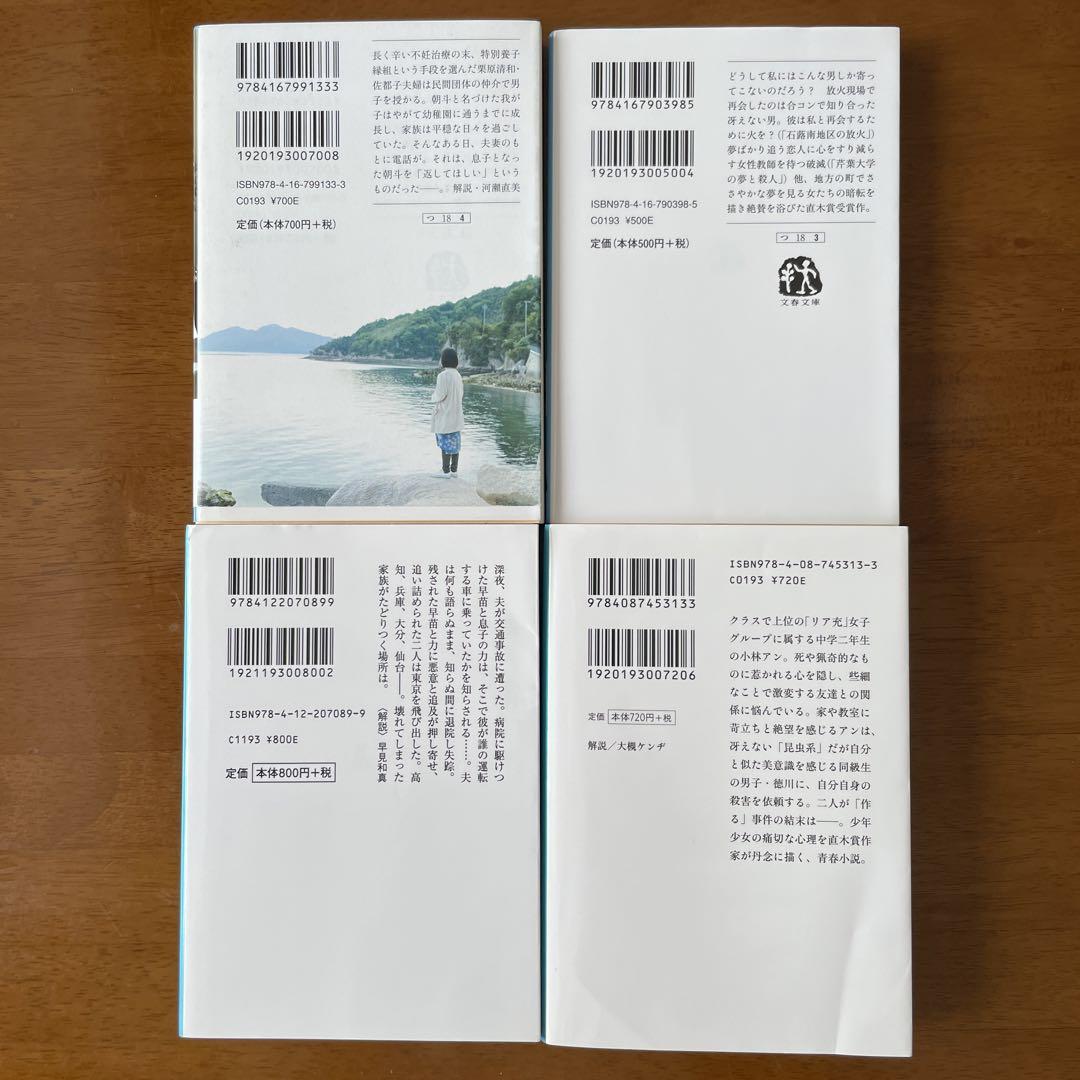 9784167991333
1920193007008
ISBN978-4-16-799133-3
C0193 ¥700E
定価(本体700円+税)
長く辛い不妊治療の末、特別養子
縁組という手段を選んだ栗原清和・
佐都子夫婦は民間団体の仲介で男
子を授かる。朝斗と名づけた我が
子はやがて幼稚園に通うまでに成
長し、家族は平穏な日々を過ごし
ていた。そんなある日、夫妻のも
とに電話が。それは、息子となっ
た朝斗を「返してほしい」という
ものだった――。解説・河瀬直美
つ 18 4
9784167903985
1920193005004
ISBN978-4-16-790398-5
C0193 ¥500E
定価(本体500円+税)
どうして私にはこんな男しか寄っ
てこないのだろう? 放火現場で
再会したのは合コンで知り合った
冴えない男。彼は私と再会するた
めに火を?(「石蕗南地区の放火」)
夢ばかり追う恋人に心をすり減ら
す女性教師を待つ破滅(「芹葉大学
の夢と殺人」)他、地方の町でさ
さやかな夢を見る女たちの暗転を
描き絶賛を浴びた直木賞受賞作。
つ 18 3
文春文庫
9784122070899
1921193008002
ISBN978-4-12-207089-9
C1193 ¥800E
定価 本体800円+税
深夜、夫が交通事故に遭った。病院に駆けつ
けた早苗と息子の力は、そこで彼が誰の運転
する車に乗っていたかを知らされる……。夫
は何も語らぬまま、知らぬ間に退院し失踪。
残された早苗と力に悪意と追及が押し寄せ、
追い詰められた二人は東京を飛び出した。高
知、兵庫、大分、仙台――。壊れてしまった
家族がたどりつく場所は。
〈解説〉早見和真
9784087453133
1920193007206
定価 本体720円+税
解説/大槻ケンヂ
ISBN978-4-08-745313-3
C0193 ¥720E
クラスで上位の「リア充」女子
グループに属する中学二年生
の小林アン。死や猟奇的なも
のに惹かれる心を隠し、些細
なことで激変する友達との関
係に悩んでいる。家や教室に
苛立ちと絶望を感じるアンは、
冴えない「昆虫系」だが自分
と似た美意識を感じる同級生
の男子・徳川に、自分自身の
殺害を依頼する。二人が「作
る」事件の結末は――。少年
少女の痛切な心理を直木賞作
家が丹念に描く、青春小説。